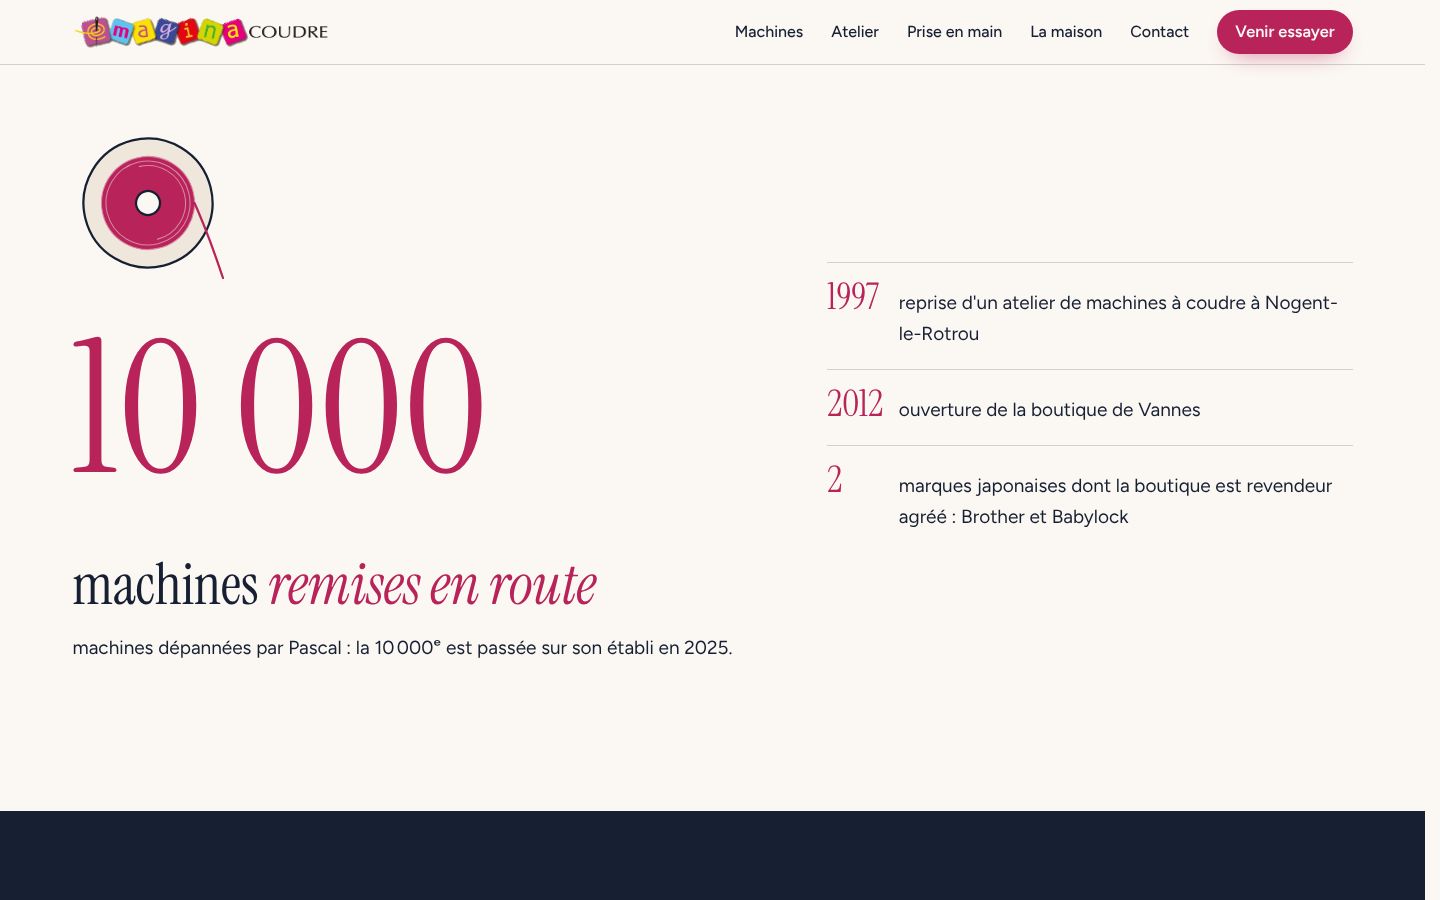 emagina COUDRE
Machines
Atelier
Prise en main
La maison
Contact
Venir essayer
10 000
machines remises en route
machines dépannées par Pascal : la 10 000ᵉ est passée sur son établi en 2025.
1997
reprise d'un atelier de machines à coudre à Nogent-
le-Rotrou
2012
ouverture de la boutique de Vannes
2
marques japonaises dont la boutique est revendeur
agréé : Brother et Babylock